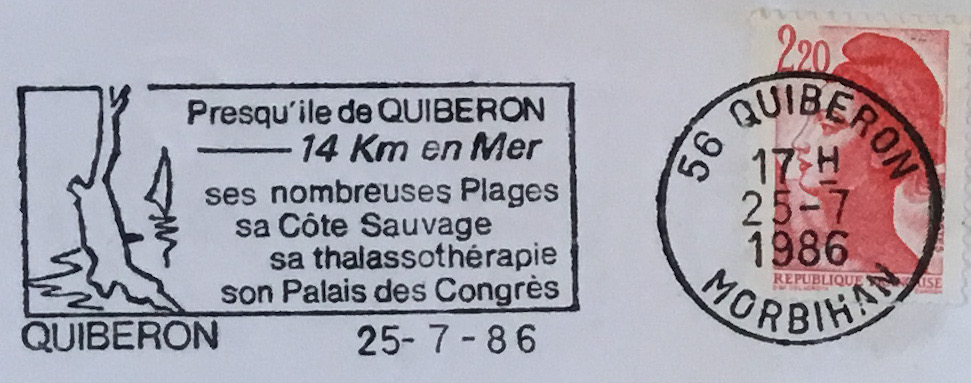 Presqu'ile de QUIBERON
14 Km en Mer
ses nombreuses Plages
sa Côte Sauvage
sa thalassothérapie
son Palais des Congrès
QUIBERON 25-7-86
2,20
56 QUIBERON
17 H
25-7
1986
MORBIHAN
REPUBLIQUE FRANÇAISE